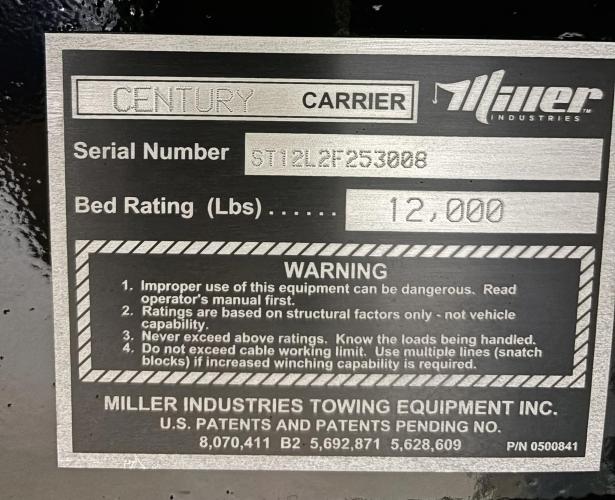 CENTURY CARRIER Miller
INDUSTRIES
Serial Number ST12L2F253008
Bed Rating (Lbs)...... 12,000
WARNING
1. Improper use of this equipment can be dangerous. Read
operator's manual first.
2. Ratings are based on structural factors only - not vehicle
capability.
3. Never exceed above ratings. Know the loads being handled.
4. Do not exceed cable working limit. Use multiple lines (snatch
blocks) if increased winching capability is required.
MILLER INDUSTRIES TOWING EQUIPMENT INC.
U.S. PATENTS AND PATENTS PENDING NO.
8,070,411 B2 5,692,871 5,628,609 P/N 0500841